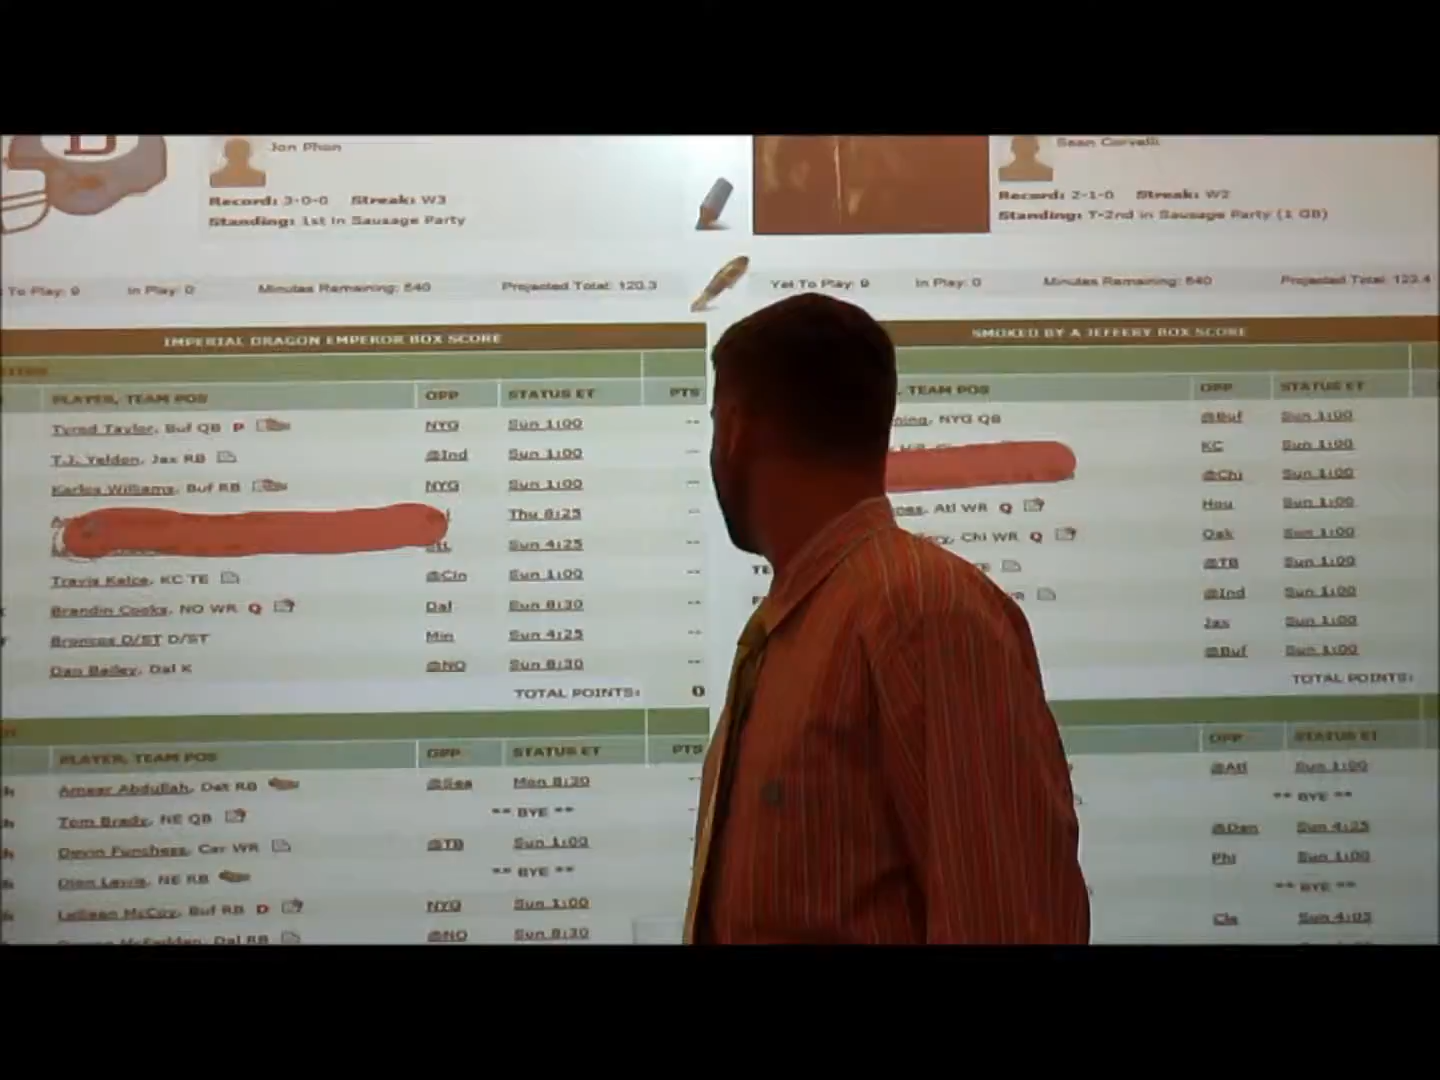 Jon Phan
Sean Corvelli
Record: 3-0-0 Streak: W3
Standing: 1st in Sausage Party
Record: 2-1-0 Streak: W2
Standing: T-2nd in Sausage Party (1 GB)
To Play: 9 In Play: 0 Minutes Remaining: 540 Projected Total: 120.3
Yet To Play: 9 In Play: 0 Minutes Remaining: 540 Projected Total: 123.4
IMPERIAL DRAGON EMPEROR BOX SCORE
PLAYER, TEAM POS OPP STATUS ET PTS
Tyrod Taylor, Buf QB P NYG Sun 1:00 --
T.J. Yeldon, Jax RB @Ind Sun 1:00 --
Karlos Williams, Buf RB NYG Sun 1:00 --
Thu 8:25 --
Sun 4:25 --
Travis Kelce, KC TE @Cin Sun 1:00 --
Brandin Cooks, NO WR Q Dal Sun 8:30 --
Broncos D/ST D/ST Min Sun 4:25 --
Dan Bailey, Dal K @NO Sun 8:30 --
TOTAL POINTS: 0
PLAYER, TEAM POS OPP STATUS ET PTS
Ameer Abdullah, Det RB @Sea Mon 8:30
Tom Brady, NE QB ** BYE **
Devin Funchess, Car WR @TB Sun 1:00
Dion Lewis, NE RB ** BYE **
LeSean McCoy, Buf RB D NYG Sun 1:00
McFadden, Dal RB @NO Sun 8:30
SMOKED BY A JEFFERY BOX SCORE
, TEAM POS OPP STATUS ET
NYG QB @Buf Sun 1:00
KC Sun 1:00
@Chi Sun 1:00
Atl WR Q Hou Sun 1:00
Chi WR Q Oak Sun 1:00
@TB Sun 1:00
@Ind Sun 1:00
Jax Sun 1:00
@Buf Sun 1:00
TOTAL POINTS:
OPP STATUS ET
@Atl Sun 1:00
** BYE **
@Den Sun 4:25
Phi Sun 1:00
** BYE **
Cle Sun 4:05